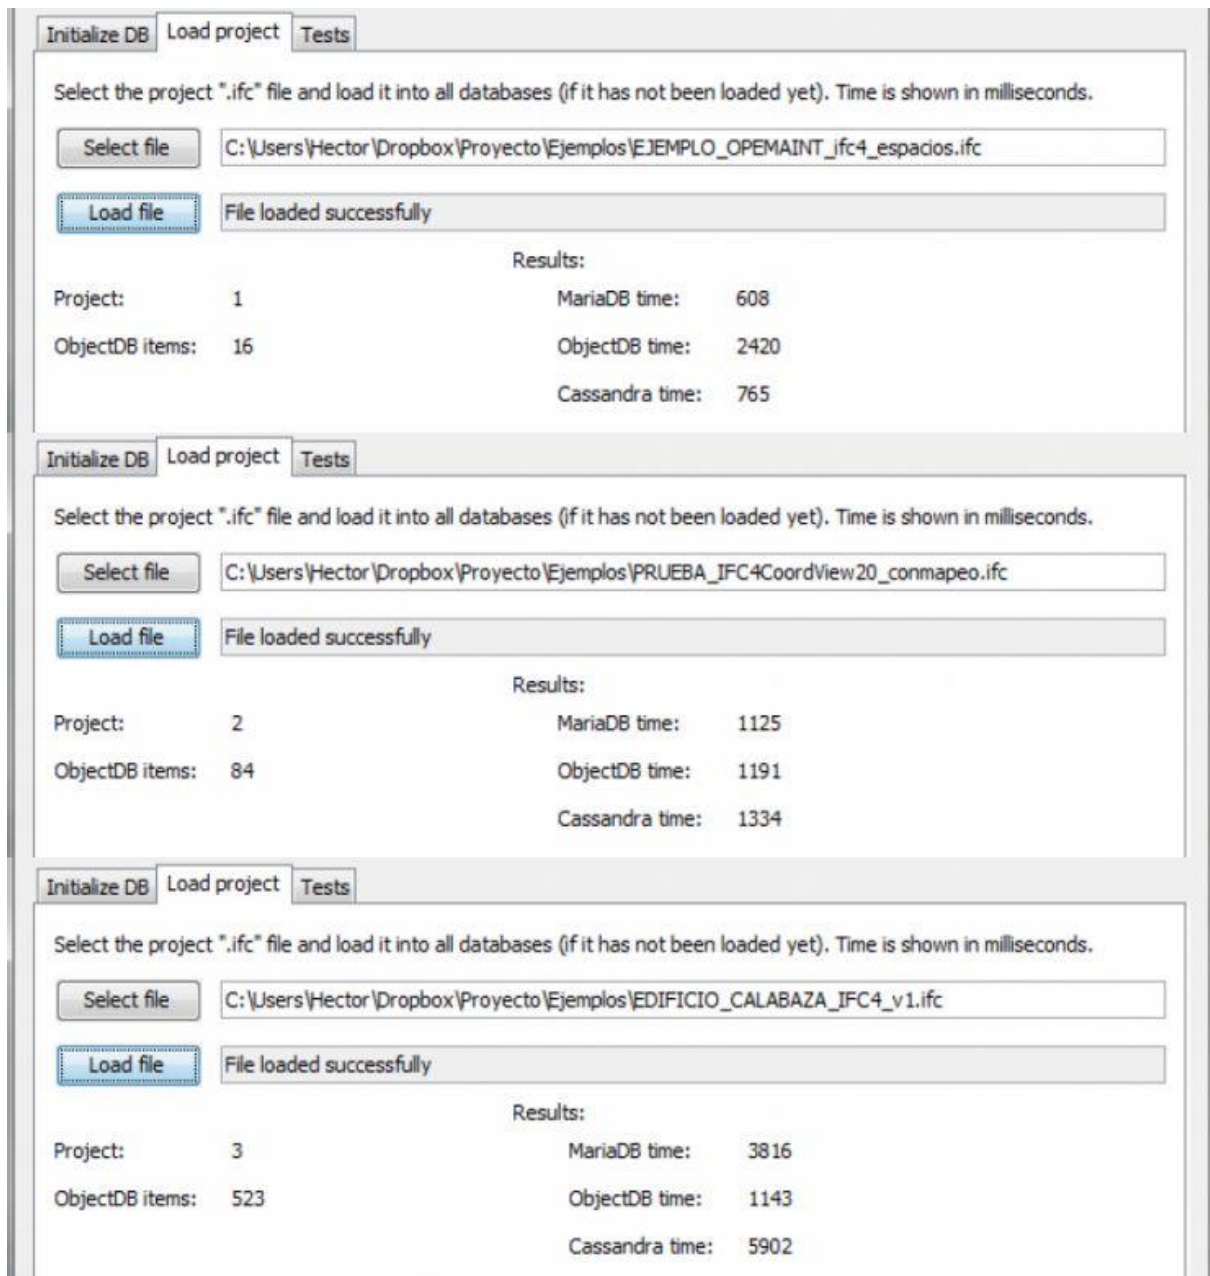 Initialize DB Load project Tests
Select the project ".ifc" file and load it into all databases (if it has not been loaded yet). Time is shown in milliseconds.
Select file C:\Users\Hector\Dropbox\Proyecto\Ejemplos\EJEMPLO_OPEMAINT_ifc4_espacios.ifc
Load file File loaded successfully
Results:
Project: 1 MariaDB time: 608
ObjectDB items: 16 ObjectDB time: 2420
Cassandra time: 765
Initialize DB Load project Tests
Select the project ".ifc" file and load it into all databases (if it has not been loaded yet). Time is shown in milliseconds.
Select file C:\Users\Hector\Dropbox\Proyecto\Ejemplos\PRUEBA_IFC4CoordView20_conmapeo.ifc
Load file File loaded successfully
Results:
Project: 2 MariaDB time: 1125
ObjectDB items: 84 ObjectDB time: 1191
Cassandra time: 1334
Initialize DB Load project Tests
Select the project ".ifc" file and load it into all databases (if it has not been loaded yet). Time is shown in milliseconds.
Select file C:\Users\Hector\Dropbox\Proyecto\Ejemplos\EDIFICIO_CALABAZA_IFC4_v1.ifc
Load file File loaded successfully
Results:
Project: 3 MariaDB time: 3816
ObjectDB items: 523 ObjectDB time: 1143
Cassandra time: 5902